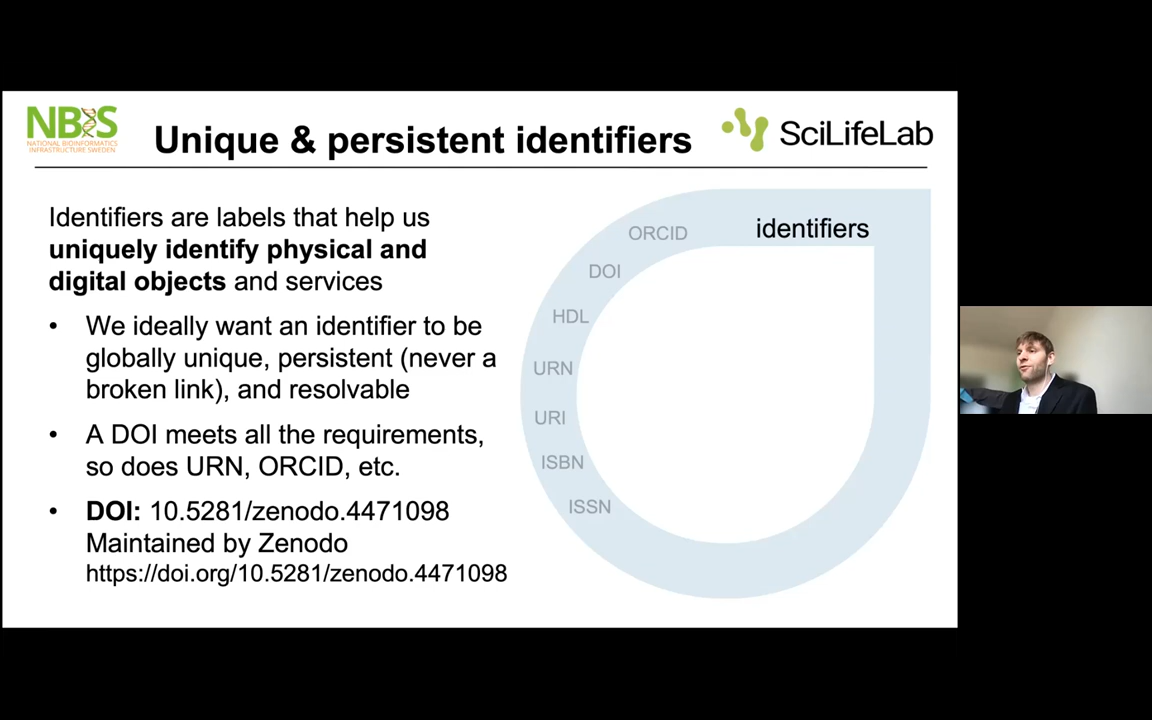 NBIS
NATIONAL BIOINFORMATICS
INFRASTRUCTURE SWEDEN
Unique & persistent identifiers
SciLifeLab
Identifiers are labels that help us
uniquely identify physical and
digital objects and services
• We ideally want an identifier to be
globally unique, persistent (never a
broken link), and resolvable
• A DOI meets all the requirements,
so does URN, ORCID, etc.
• DOI: 10.5281/zenodo.4471098
Maintained by Zenodo
https://doi.org/10.5281/zenodo.4471098
identifiers
ORCID
DOI
HDL
URN
URI
ISBN
ISSN